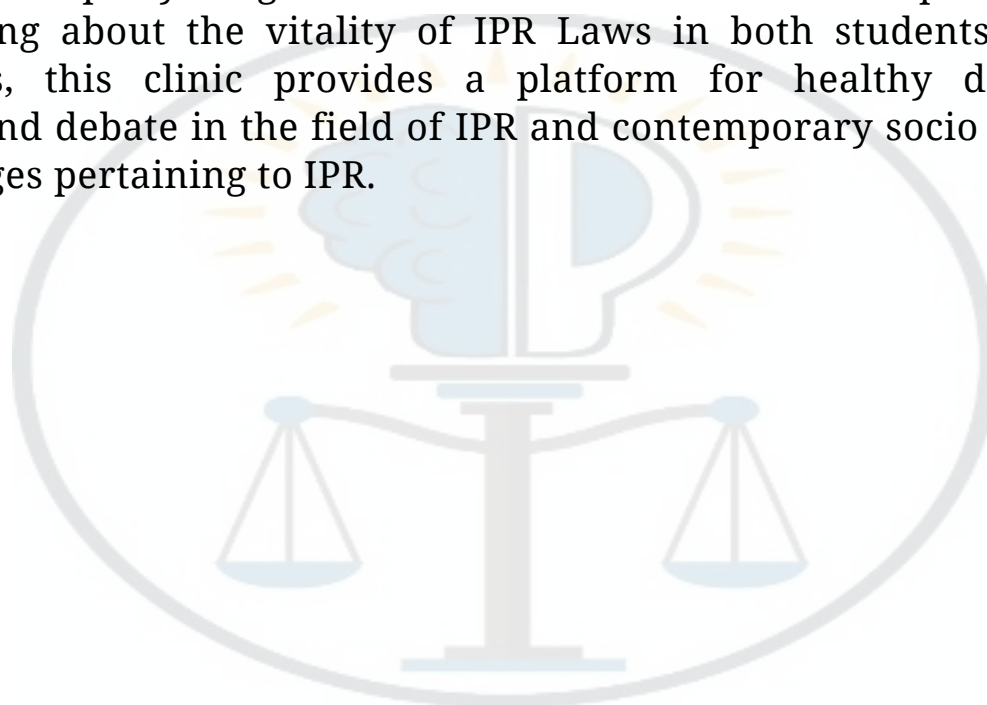 ng about the vitality of IPR Laws in both students
s, this clinic provides a platform for healthy d
nd debate in the field of IPR and contemporary socio
ges pertaining to IPR.